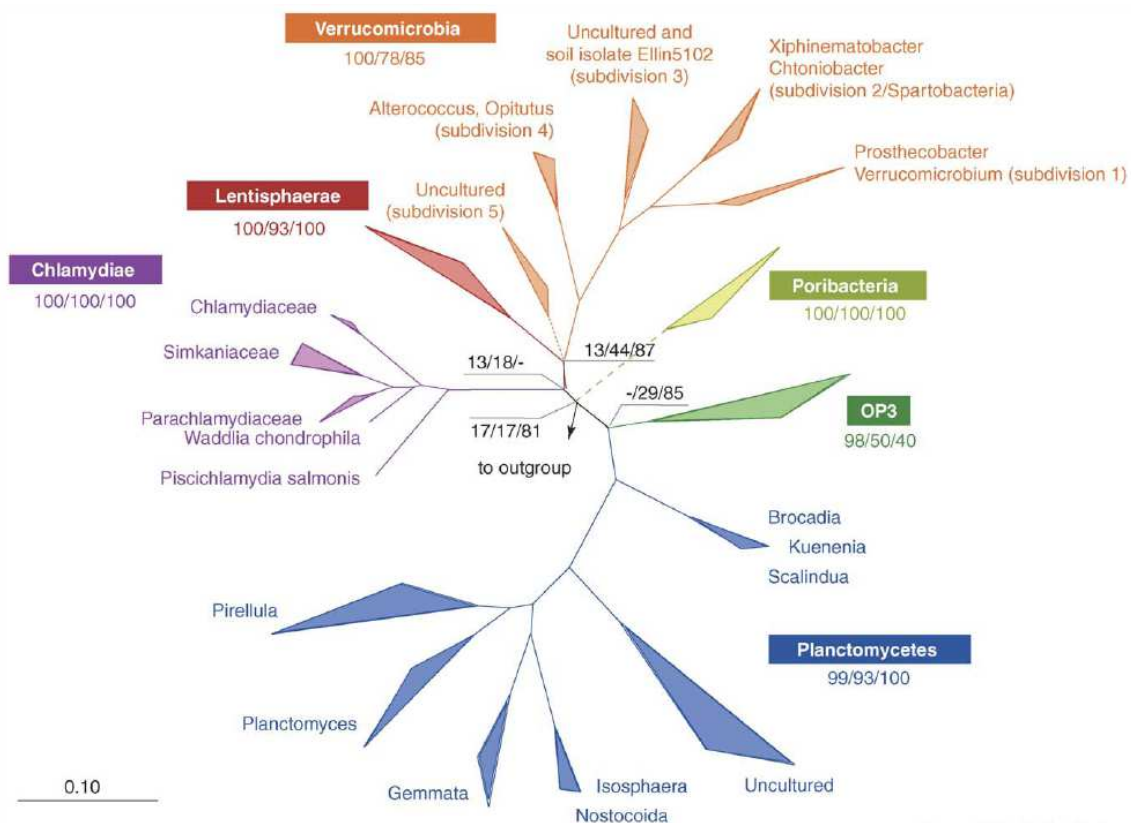 Verrucomicrobia
100/78/85
Uncultured and
soil isolate Ellin5102
(subdivision 3)
Xiphinematobacter
Chtoniobacter
(subdivision 2/Spartobacteria)
Alterococcus, Opitutus
(subdivision 4)
Prosthecobacter
Verrucomicrobium (subdivision 1)
Lentisphaerae
100/93/100
Uncultured
(subdivision 5)
Chlamydiae
100/100/100
Poribacteria
100/100/100
Chlamydiaceae
Simkaniaceae
Parachlamydiaceae
Waddlia chondrophila
Piscichlamydia salmonis
13/18/-
13/44/87
-/29/85
17/17/81
to outgroup
OP3
98/50/40
Brocadia
Kuenenia
Scalindua
Pirellula
Planctomycetes
99/93/100
Planctomyces
Gemmata
Isosphaera
Nostocoida
Uncultured
0.10